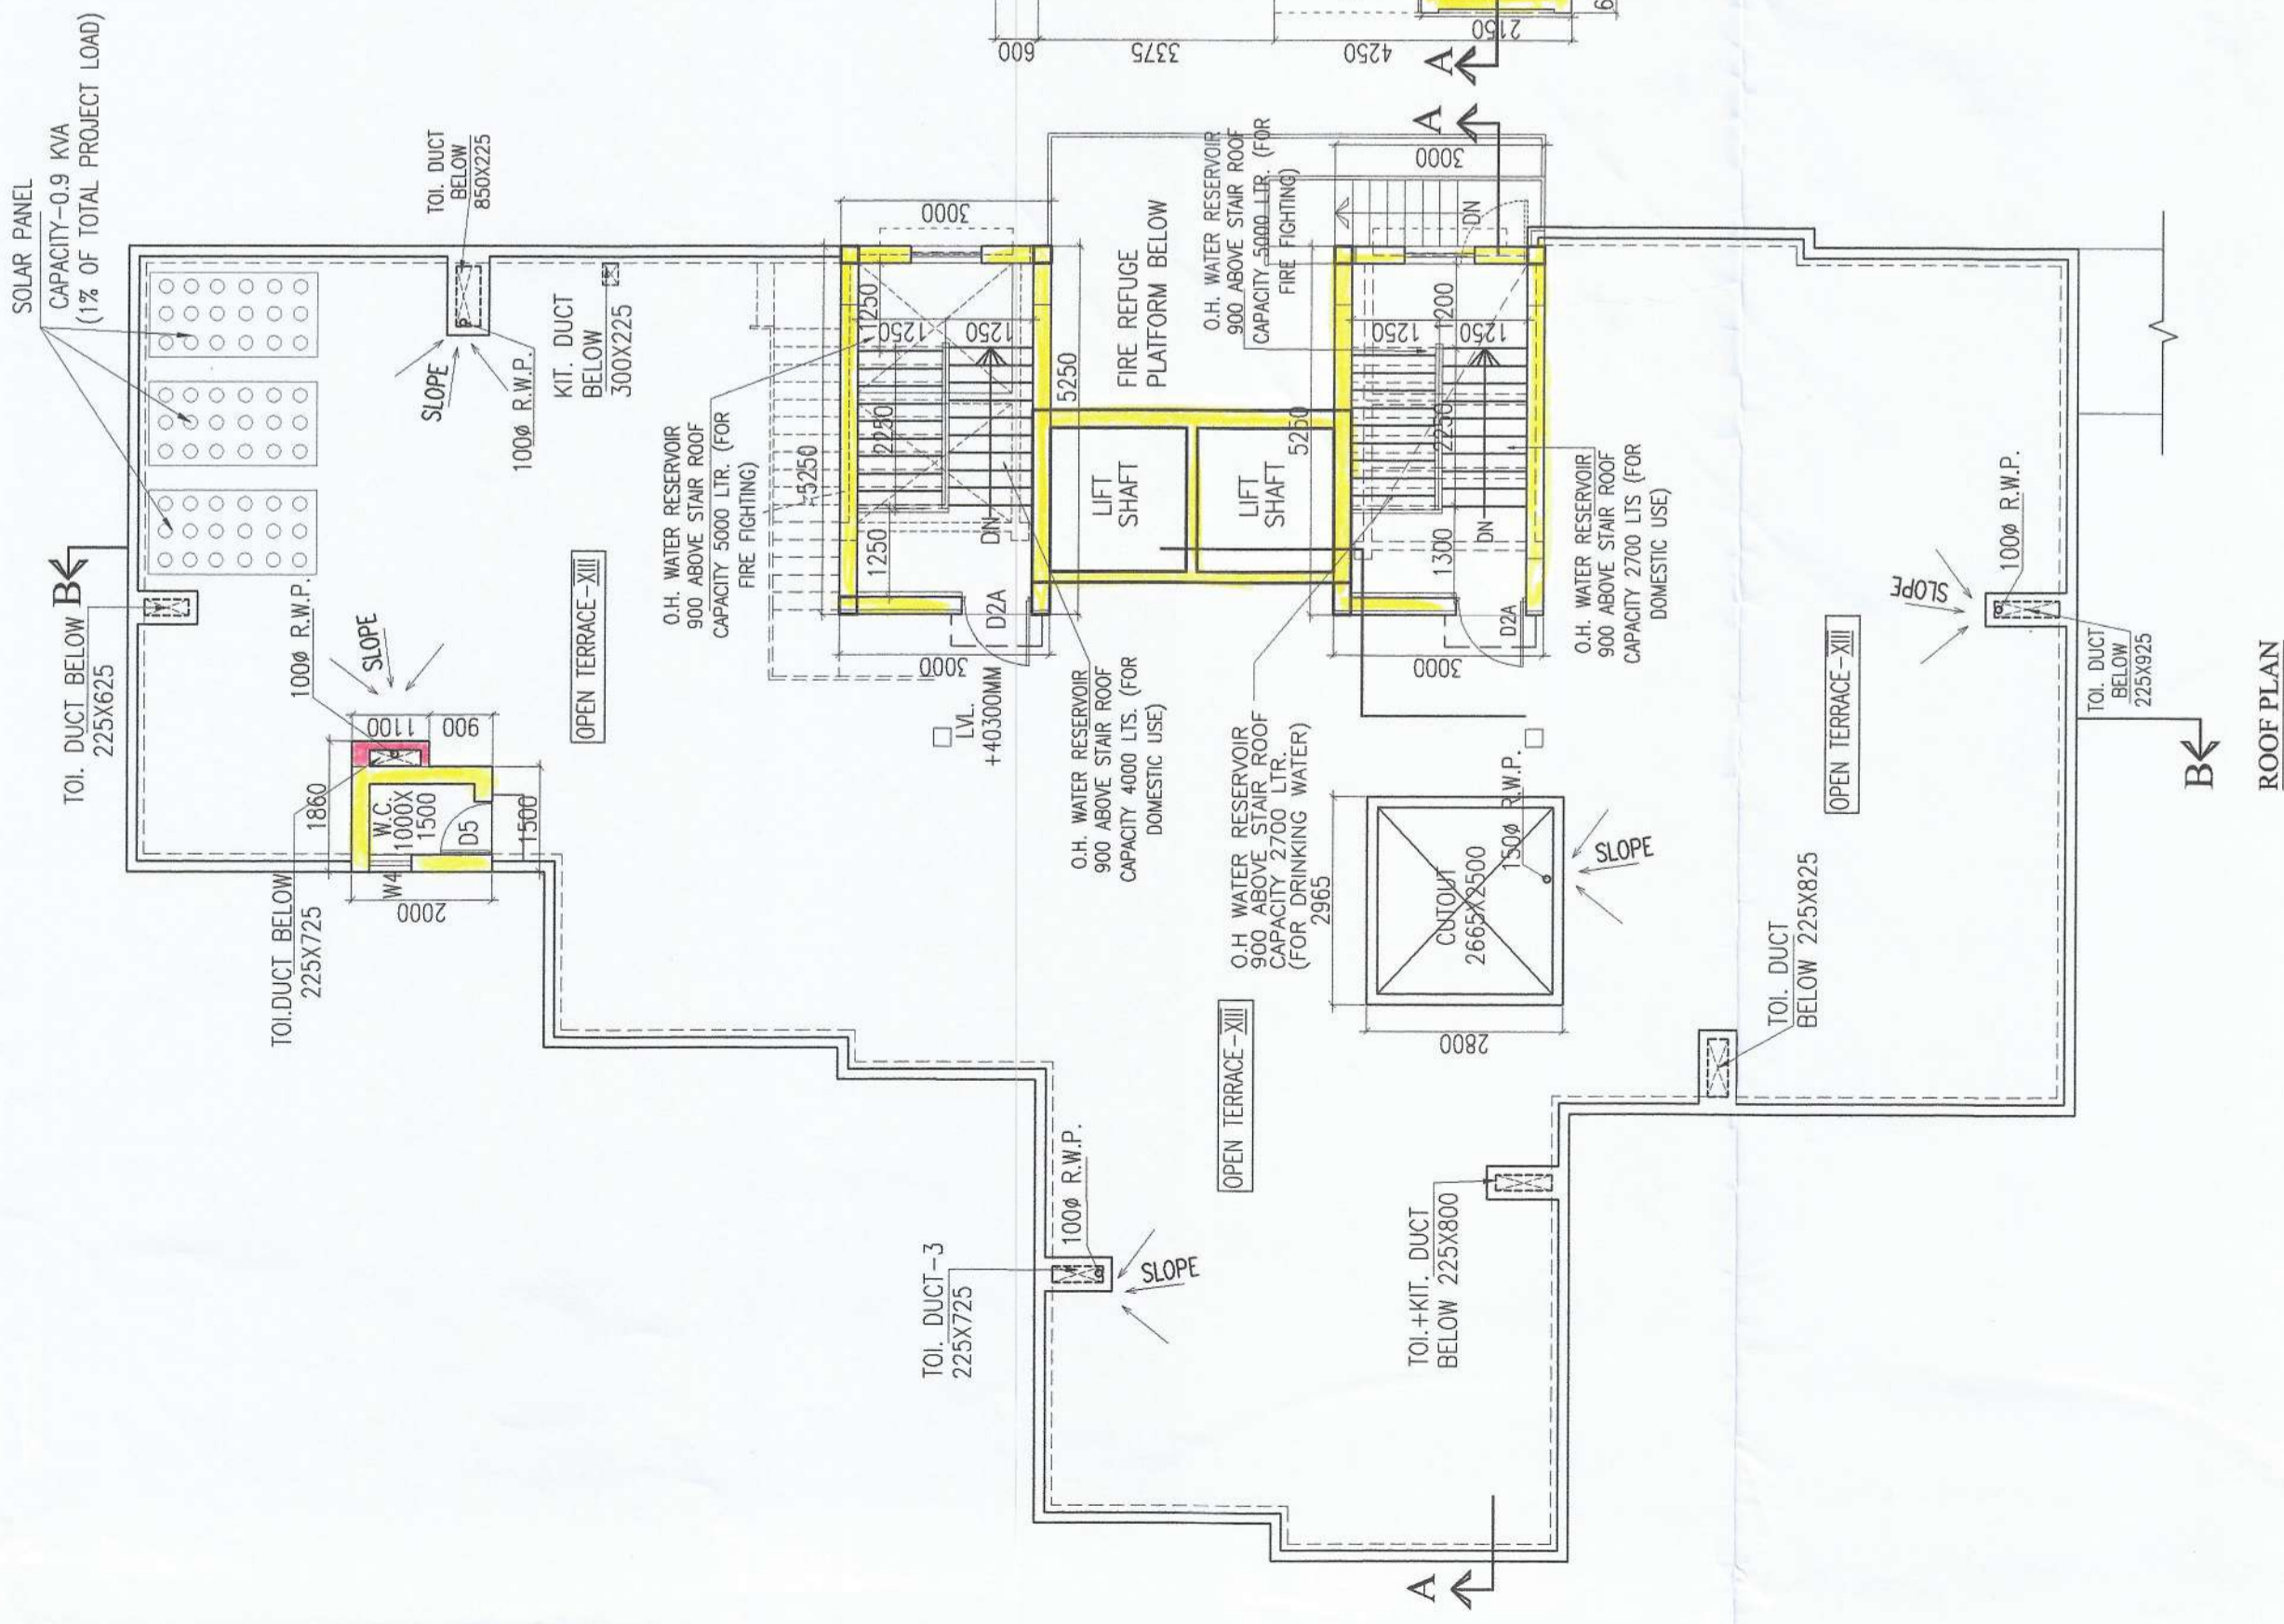 SOLAR PANEL
CAPACITY-0.9 KVA
(1% OF TOTAL PROJECT LOAD)
B
TOI. DUCT BELOW
225X625
TOI. DUCT
BELOW
850X225
SLOPE
100ø R.W.P.
KIT. DUCT
BELOW
300X225
100ø R.W.P.
SLOPE
TOI.DUCT BELOW
225X725
1860
1100
900
W.C.
1000X
1500
D5
W4
1500
2000
OPEN TERRACE-XIII
O.H. WATER RESERVOIR
900 ABOVE STAIR ROOF
CAPACITY 5000 LTR. (FOR
FIRE FIGHTING)
5250
3000
1250
1250
1250
2250
1250
DN
D2A
3000
5250
LVL.
+40300MM
O.H. WATER RESERVOIR
900 ABOVE STAIR ROOF
CAPACITY 4000 LTS. (FOR
DOMESTIC USE)
FIRE REFUGE
PLATFORM BELOW
LIFT
SHAFT
LIFT
SHAFT
O.H. WATER RESERVOIR
900 ABOVE STAIR ROOF
CAPACITY 5000 LTR. (FOR
FIRE FIGHTING)
3000
DN
5250
1200
1250
1250
2250
1300
DN
D2A
3000
O.H. WATER RESERVOIR
900 ABOVE STAIR ROOF
CAPACITY 2700 LTS (FOR
DOMESTIC USE)
O.H WATER RESERVOIR
900 ABOVE STAIR ROOF
CAPACITY 2700 LTR.
(FOR DRINKING WATER)
2965
CUTOUT
2665X2500
2800
150ø R.W.P.
SLOPE
OPEN TERRACE-XIII
TOI. DUCT-3
225X725
100ø R.W.P.
SLOPE
TOI.+KIT. DUCT
BELOW 225X800
TOI. DUCT
BELOW 225X825
OPEN TERRACE-XIII
SLOPE
100ø R.W.P.
TOI. DUCT
BELOW
225X925
A
A
A
B
600
3375
4250
2150
ROOF PLAN